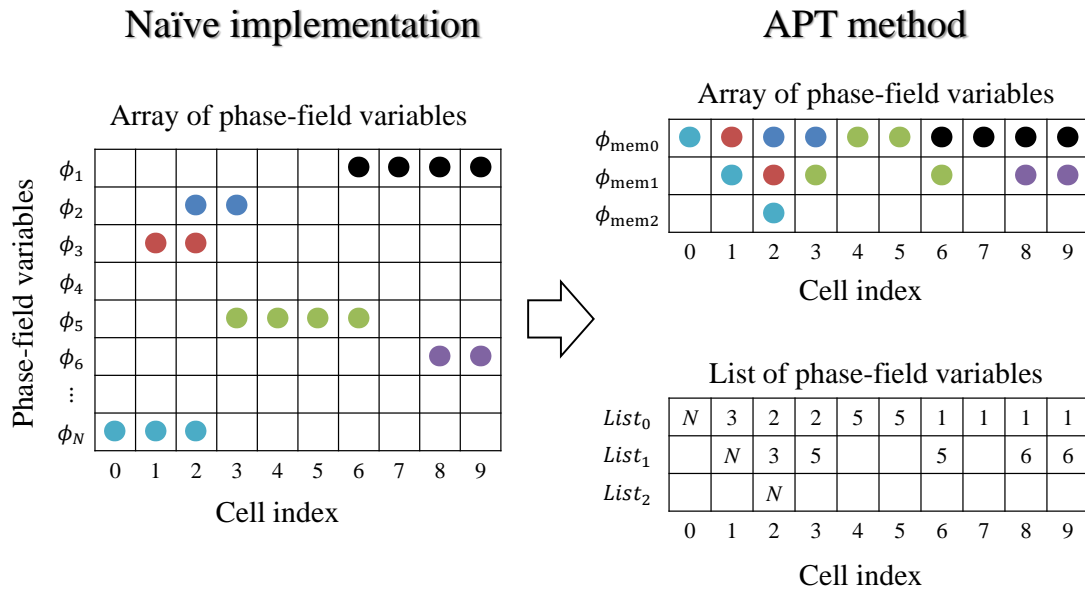 Naïve implementation
APT method
Array of phase-field variables
Phase-field variables
ϕ1
ϕ2
ϕ3
ϕ4
ϕ5
ϕ6
⋮
ϕN
0 1 2 3 4 5 6 7 8 9
Cell index
Array of phase-field variables
ϕmem0
ϕmem1
ϕmem2
0 1 2 3 4 5 6 7 8 9
Cell index
List of phase-field variables
List0 N 3 2 2 5 5 1 1 1 1
List1 N 3 5 5 6 6
List2 N
0 1 2 3 4 5 6 7 8 9
Cell index